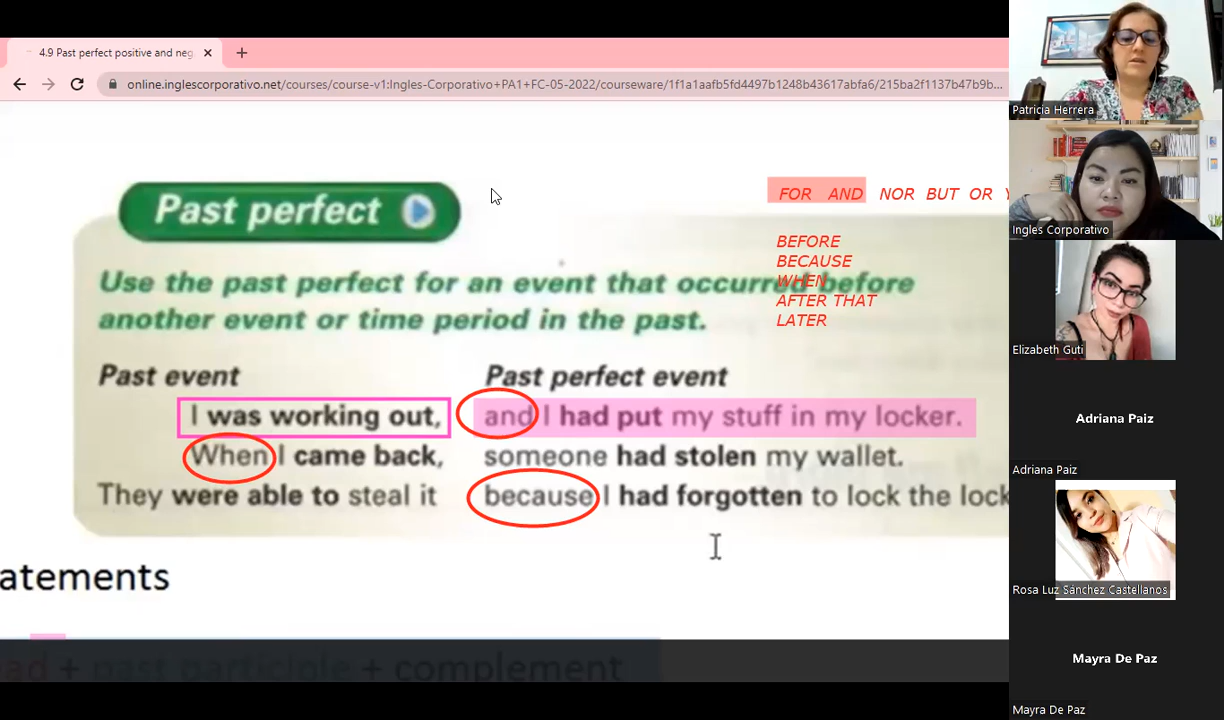 4.9 Past perfect positive and neg
online.inglescorporativo.net/courses/course-v1:Ingles-Corporativo+PA1+FC-05-2022/courseware/1f1a1aafb5fd4497b1248b43617abfa6/215ba2f1137b47b9b...
Past perfect
FOR AND NOR BUT OR Y
Use the past perfect for an event that occurred before
another event or time period in the past.
BEFORE
BECAUSE
WHEN
AFTER THAT
LATER
Past event Past perfect event
I was working out, and I had put my stuff in my locker.
When I came back, someone had stolen my wallet.
They were able to steal it because I had forgotten to lock the lock
atements
ad + past participle + complement
Patricia Herrera
Ingles Corporativo
Elizabeth Guti
Adriana Paiz
Adriana Paiz
Rosa Luz Sánchez Castellanos
Mayra De Paz
Mayra De Paz